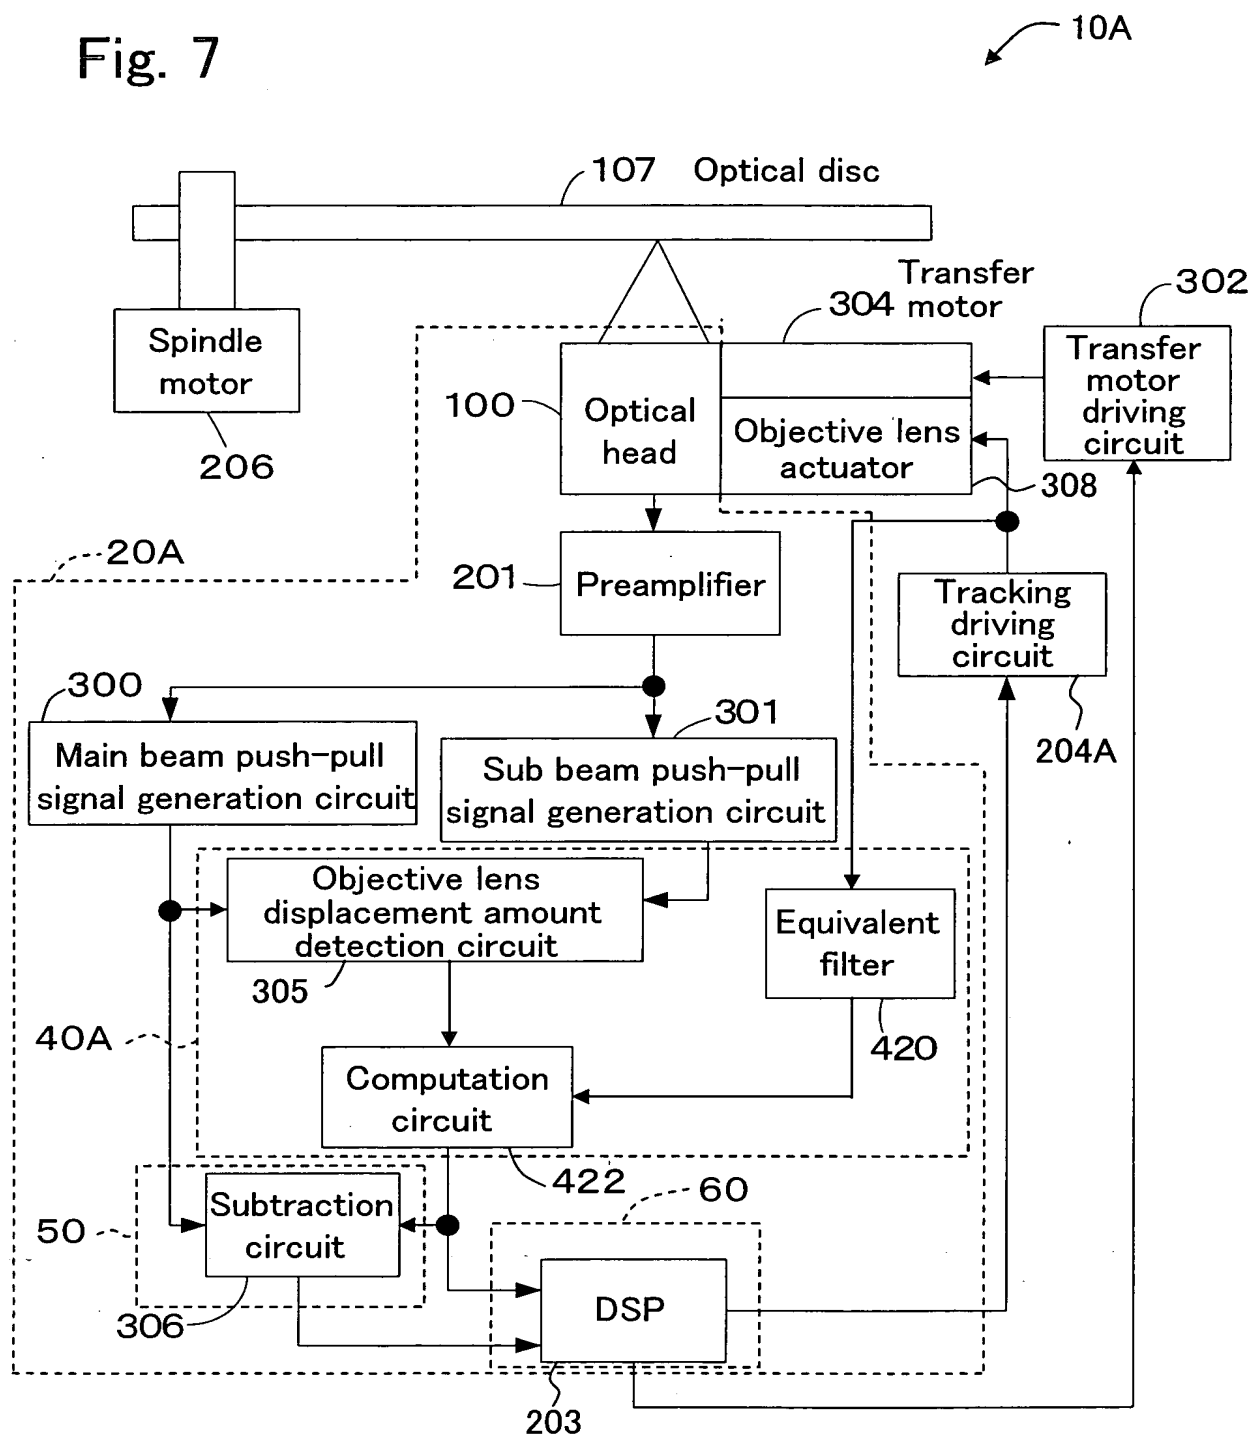 Fig. 7
10A
107 Optical disc
Transfer
motor
304
302
Spindle
motor
206
100
Optical
head
Objective lens
actuator
308
Transfer
motor
driving
circuit
20A
201
Preamplifier
Tracking
driving
circuit
204A
300
301
Main beam push-pull
signal generation circuit
Sub beam push-pull
signal generation circuit
Objective lens
displacement amount
detection circuit
305
Equivalent
filter
420
40A
Computation
circuit
422
60
50
Subtraction
circuit
306
DSP
203